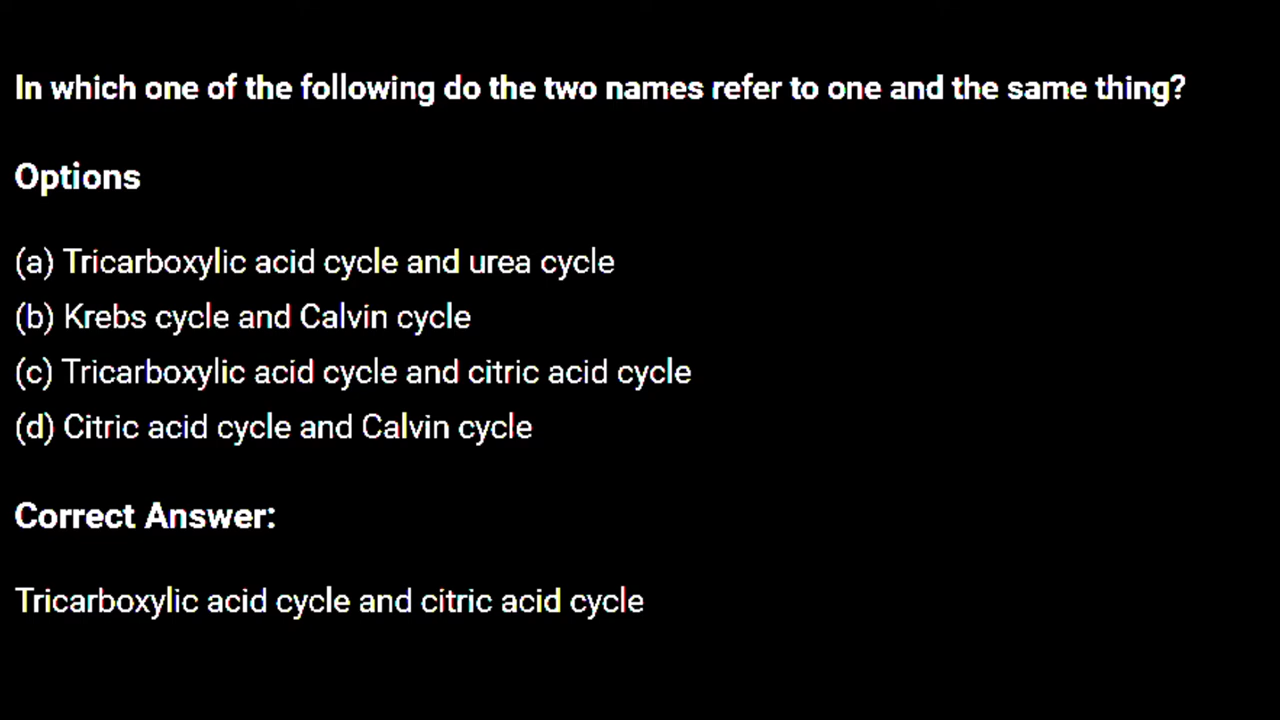 In which one of the following do the two names refer to one and the same thing?
Options
(a) Tricarboxylic acid cycle and urea cycle
(b) Krebs cycle and Calvin cycle
(c) Tricarboxylic acid cycle and citric acid cycle
(d) Citric acid cycle and Calvin cycle
Correct Answer:
Tricarboxylic acid cycle and citric acid cycle